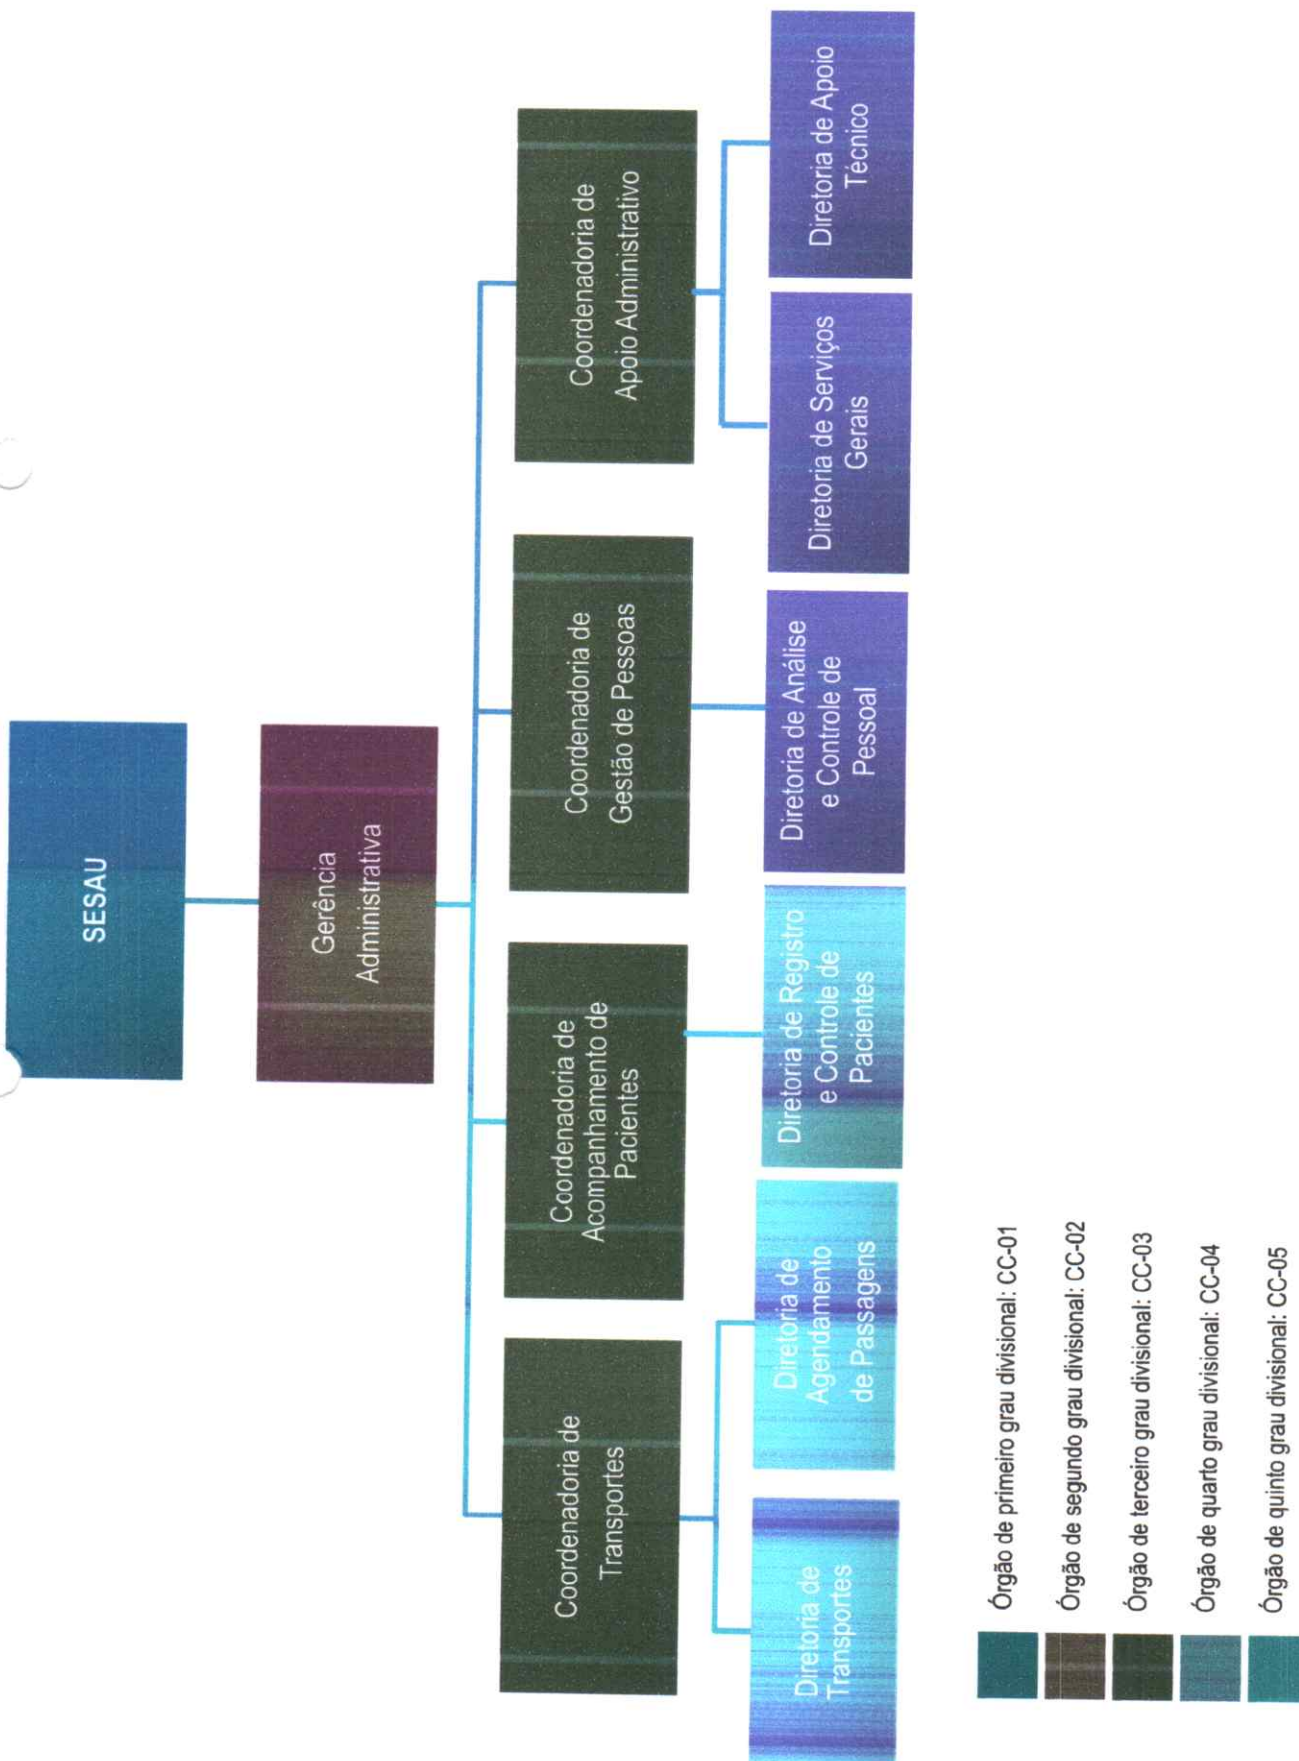 SESAU
Gerência
Administrativa
Coordenadoria de
Transportes
Coordenadoria de
Acompanhamento de
Pacientes
Coordenadoria de
Gestão de Pessoas
Coordenadoria de
Apoio Administrativo
Diretoria de
Transportes
Diretoria de
Agendamento
de Passagens
Diretoria de Registro
e Controle de
Pacientes
Diretoria de Análise
e Controle de
Pessoal
Diretoria de Serviços
Gerais
Diretoria de Apoio
Técnico
Órgão de primeiro grau divisional: CC-01
Órgão de segundo grau divisional: CC-02
Órgão de terceiro grau divisional: CC-03
Órgão de quarto grau divisional: CC-04
Órgão de quinto grau divisional: CC-05